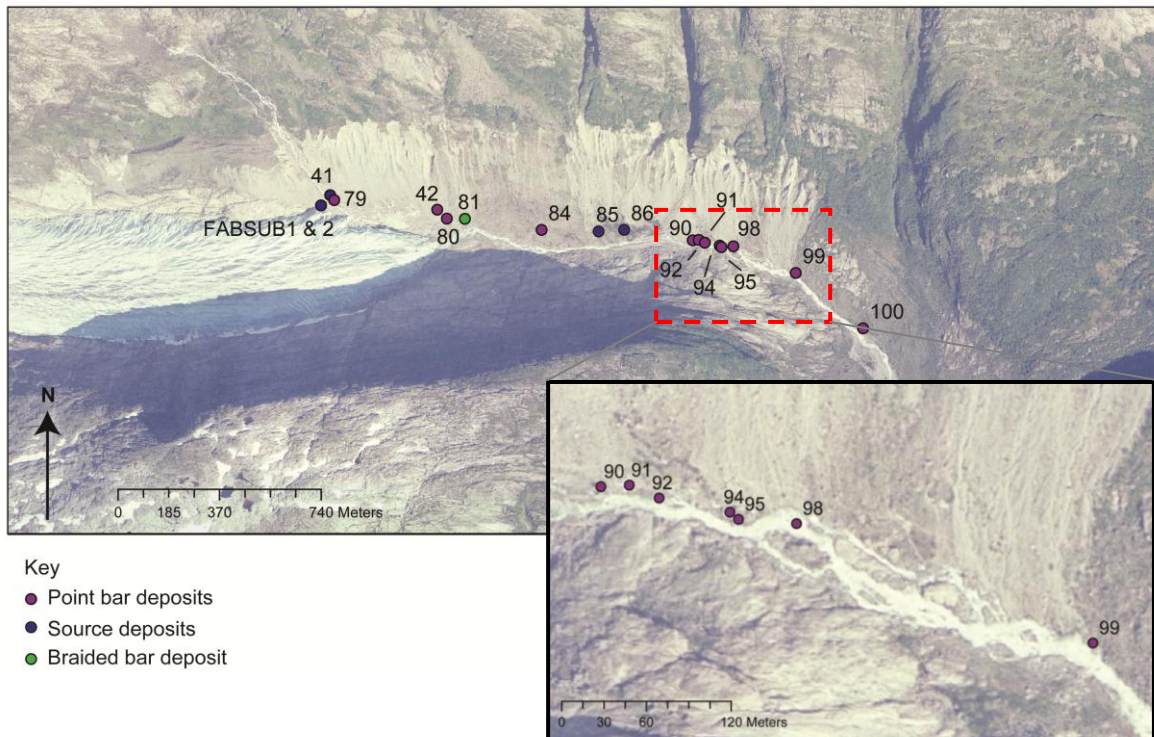 41
79
FABSUB1 & 2
42
80
81
84
85
86
90
91
92
94
95
98
99
100
N
0 185 370 740 Meters
90
91
92
94
95
98
99
0 30 60 120 Meters
Key
Point bar deposits
Source deposits
Braided bar deposit